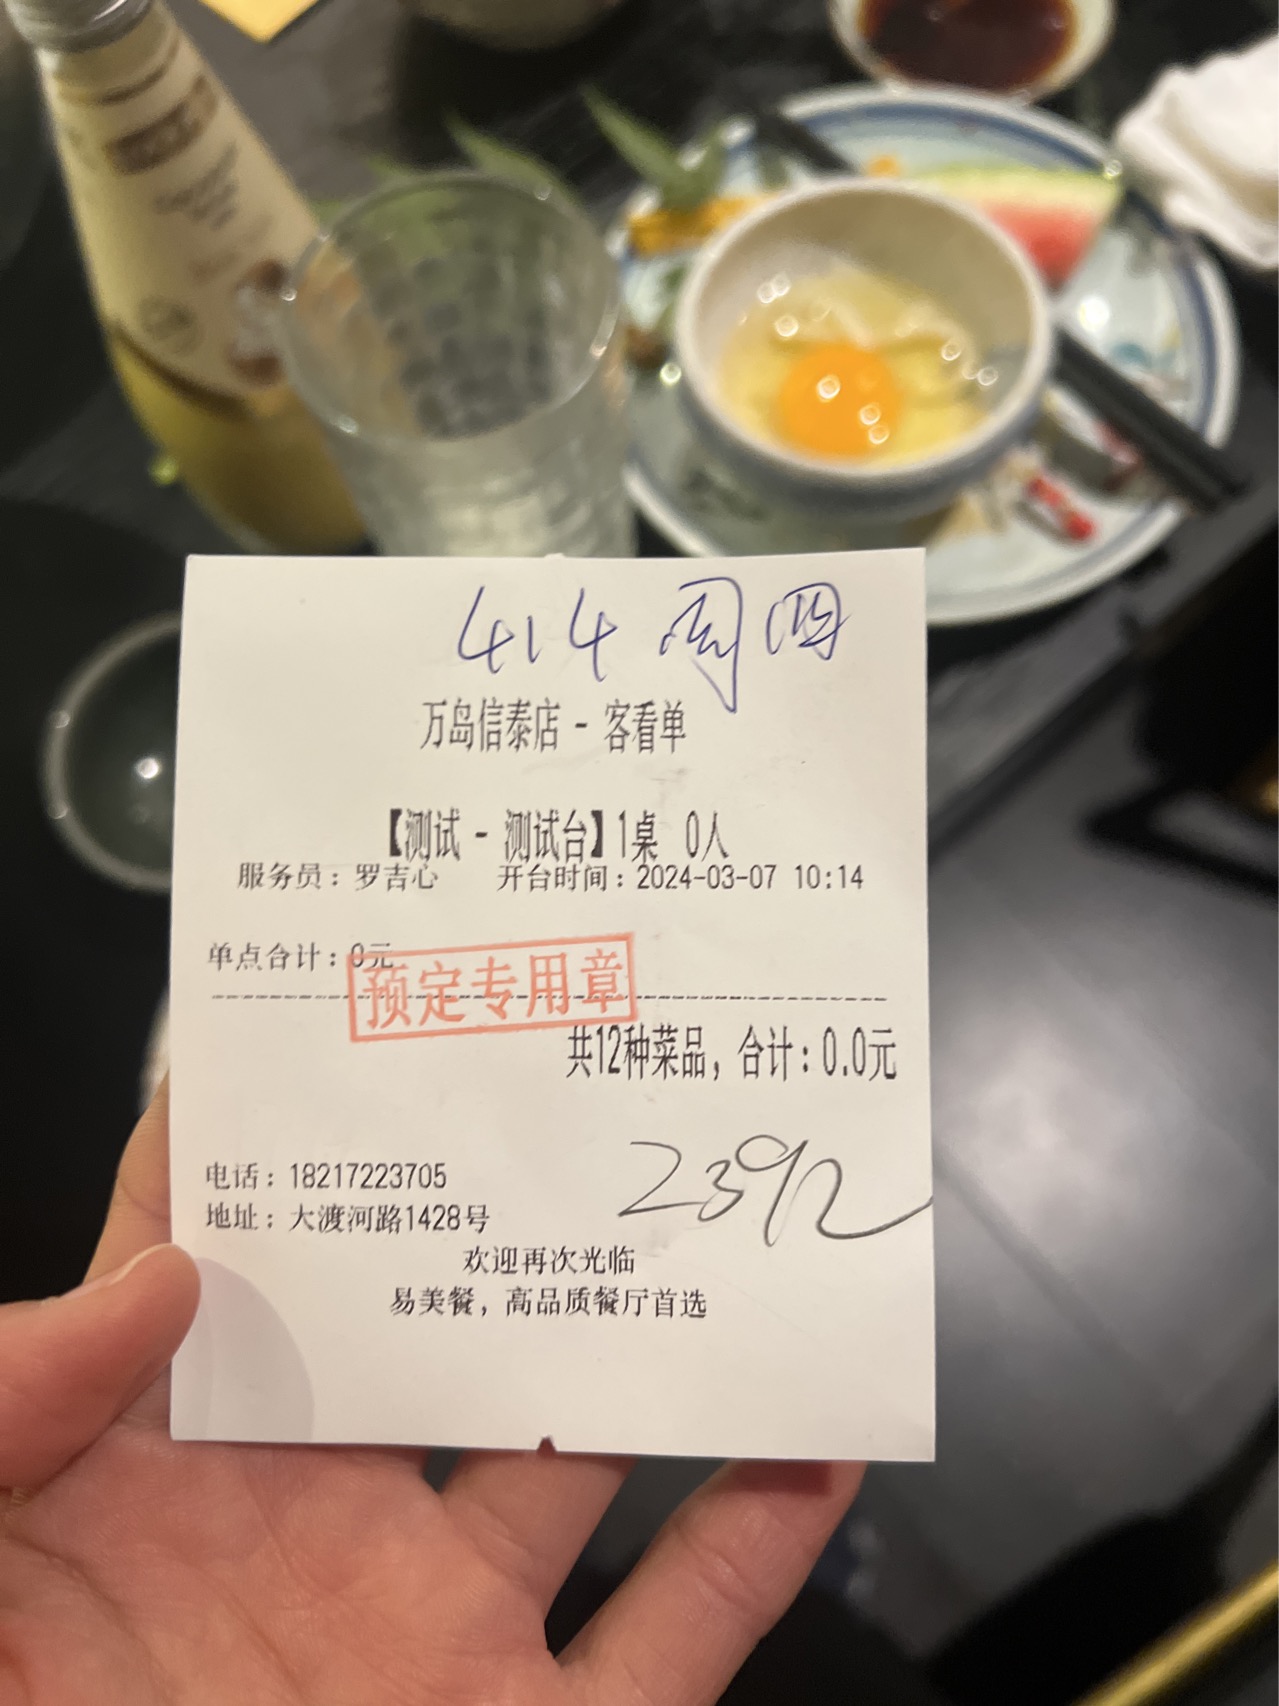 414 周四
万岛信泰店 - 客看单
【测试 - 测试台】1桌 0人
服务员：罗吉心 开台时间：2024-03-07 10:14
单点合计：0元
预定专用章
共12种菜品，合计：0.0元
2392
电话：18217223705
地址：大渡河路1428号
欢迎再次光临
易美餐，高品质餐厅首选